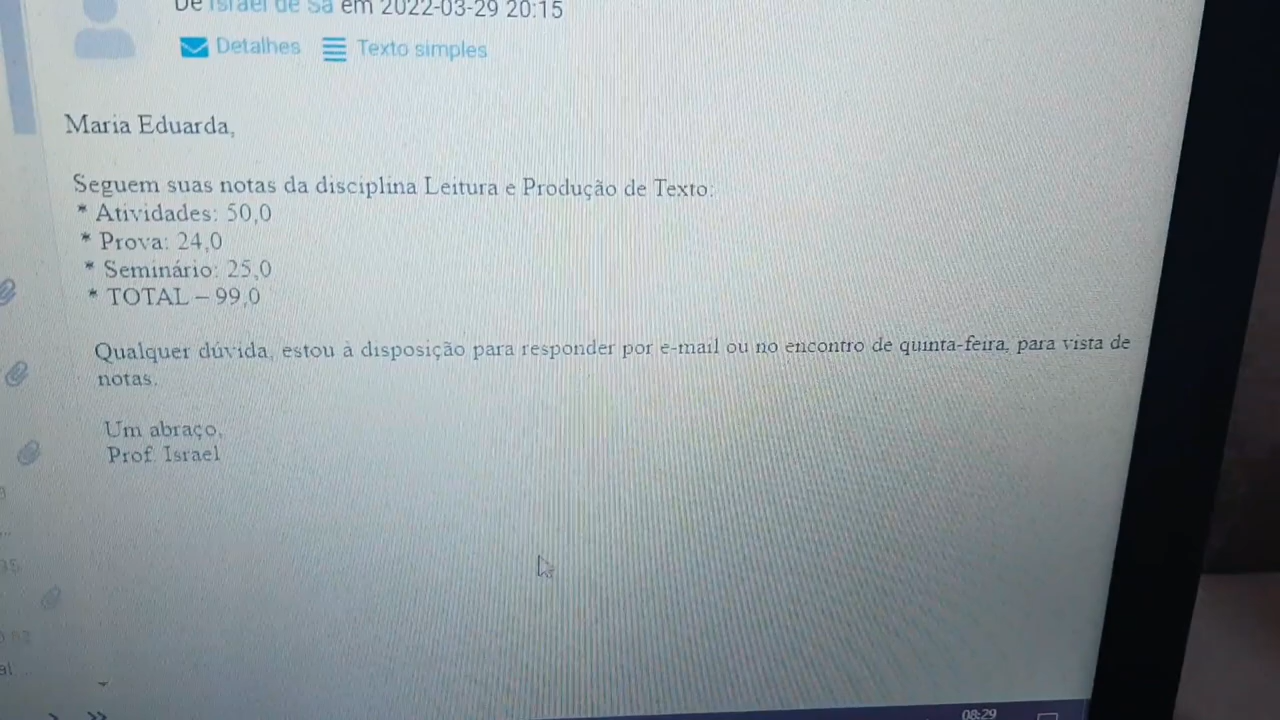 De Israel de Sá em 2022-03-29 20:15
Detalhes Texto simples
Maria Eduarda,
Seguem suas notas da disciplina Leitura e Produção de Texto:
* Atividades: 50,0
* Prova: 24,0
* Seminário: 25,0
* TOTAL – 99,0
Qualquer dúvida, estou à disposição para responder por e-mail ou no encontro de quinta-feira, para vista de
notas.
Um abraço,
Prof. Israel
08:29